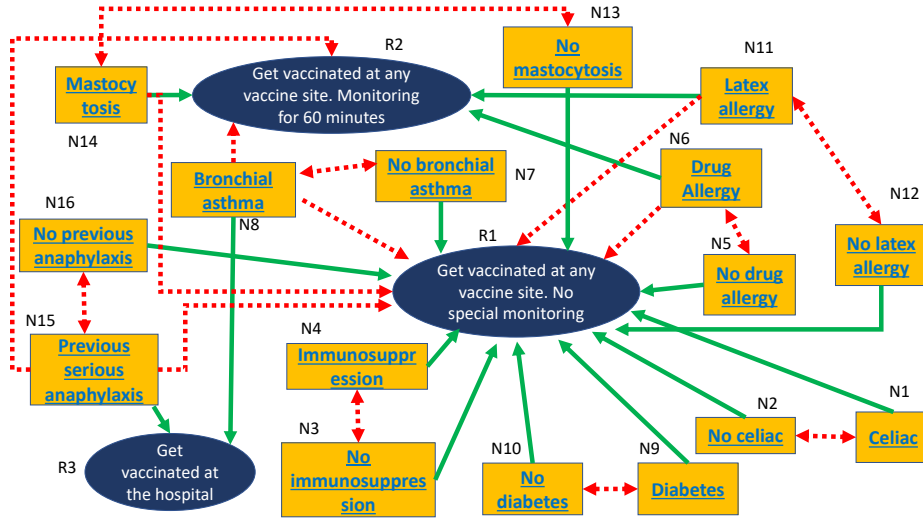 N13
R2
No
mastocytosis
N11
Mastocy
tosis
Get vaccinated at any
vaccine site. Monitoring
for 60 minutes
Latex
allergy
N14
N6
Bronchial
asthma
No bronchial
asthma
N7
Drug
Allergy
N16
N8
N12
No previous
anaphylaxis
R1
N5
No latex
allergy
Get vaccinated at any
vaccine site. No
special monitoring
No drug
allergy
N15
N4
Previous
serious
anaphylaxis
Immunosuppr
ession
N1
N2
No celiac
Celiac
N3
N10
N9
R3
Get
vaccinated at
the hospital
No
immunosuppres
sion
No
diabetes
Diabetes